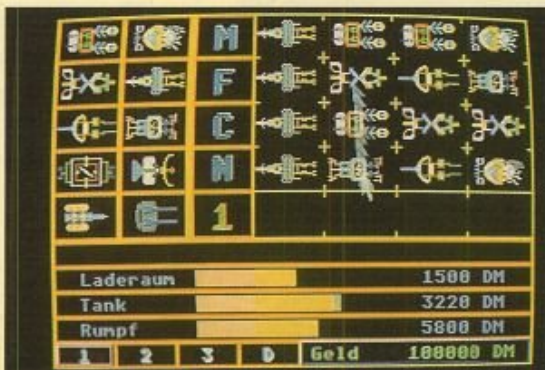 M
F
C
N
1
Laderaum 1500 DM
Tank 3220 DM
Rumpf 5800 DM
1 2 3 D Geld 100000 DM